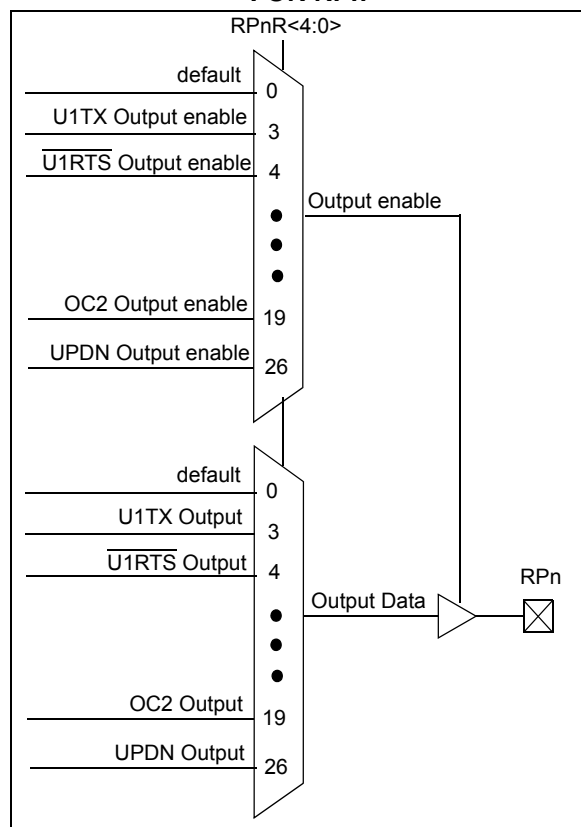 RPnR<4:0>
default
0
U1TX Output enable
3
U1RTS Output enable
4
Output enable
OC2 Output enable
19
UPDN Output enable
26
default
0
U1TX Output
3
U1RTS Output
4
Output Data
RPn
OC2 Output
19
UPDN Output
26